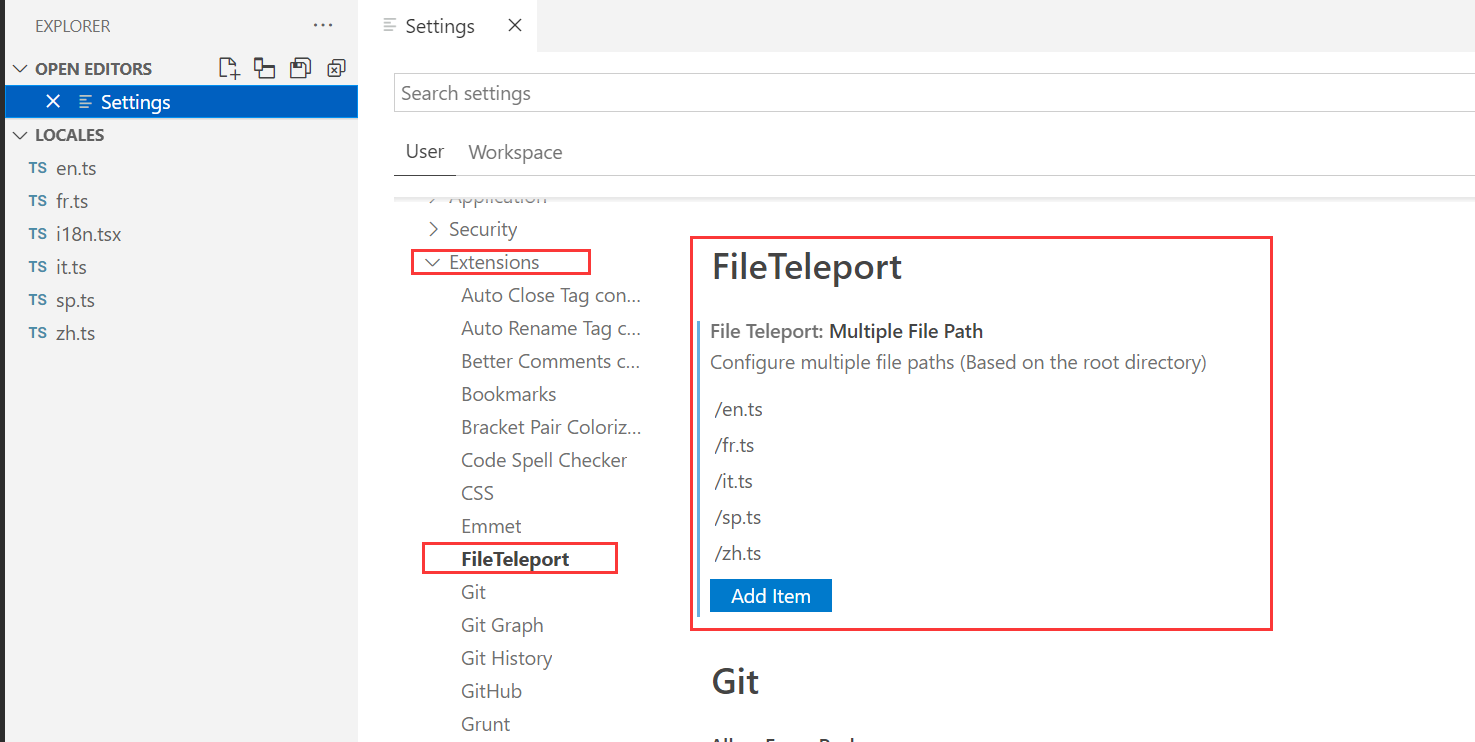 EXPLORER
OPEN EDITORS
Settings
LOCALES
TS en.ts
TS fr.ts
TS i18n.tsx
TS it.ts
TS sp.ts
TS zh.ts
Settings
Search settings
User Workspace
Application
Security
Extensions
Auto Close Tag con...
Auto Rename Tag c...
Better Comments c...
Bookmarks
Bracket Pair Coloriz...
Code Spell Checker
CSS
Emmet
FileTeleport
Git
Git Graph
Git History
GitHub
Grunt
FileTeleport
File Teleport: Multiple File Path
Configure multiple file paths (Based on the root directory)
/en.ts
/fr.ts
/it.ts
/sp.ts
/zh.ts
Add Item
Git